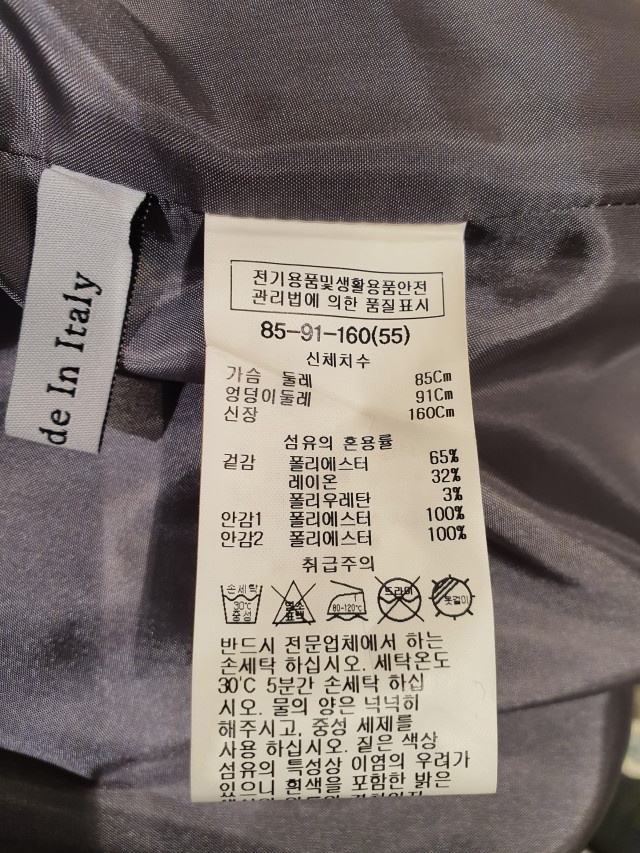 de In Italy
전기용품및생활용품안전
관리법에 의한 품질표시
85-91-160(55)
신체치수
가슴 둘레 85Cm
엉덩이둘레 91Cm
신장 160Cm
섬유의 혼용률
겉감 폴리에스터 65%
레이온 32%
폴리우레탄 3%
안감1 폴리에스터 100%
안감2 폴리에스터 100%
취급주의
손세탁 30℃ 중성 염소 표백 80-120℃ 드라이 옷걸이
반드시 전문업체에서 하는
손세탁 하십시오. 세탁온도
30'C 5분간 손세탁 하십
시오. 물의 양은 넉넉히
해주시고, 중성 세제를
사용 하십시오. 짙은 색상
섬유의 특성상 이염의 우려가
있으니 흰색을 포함한 밝은